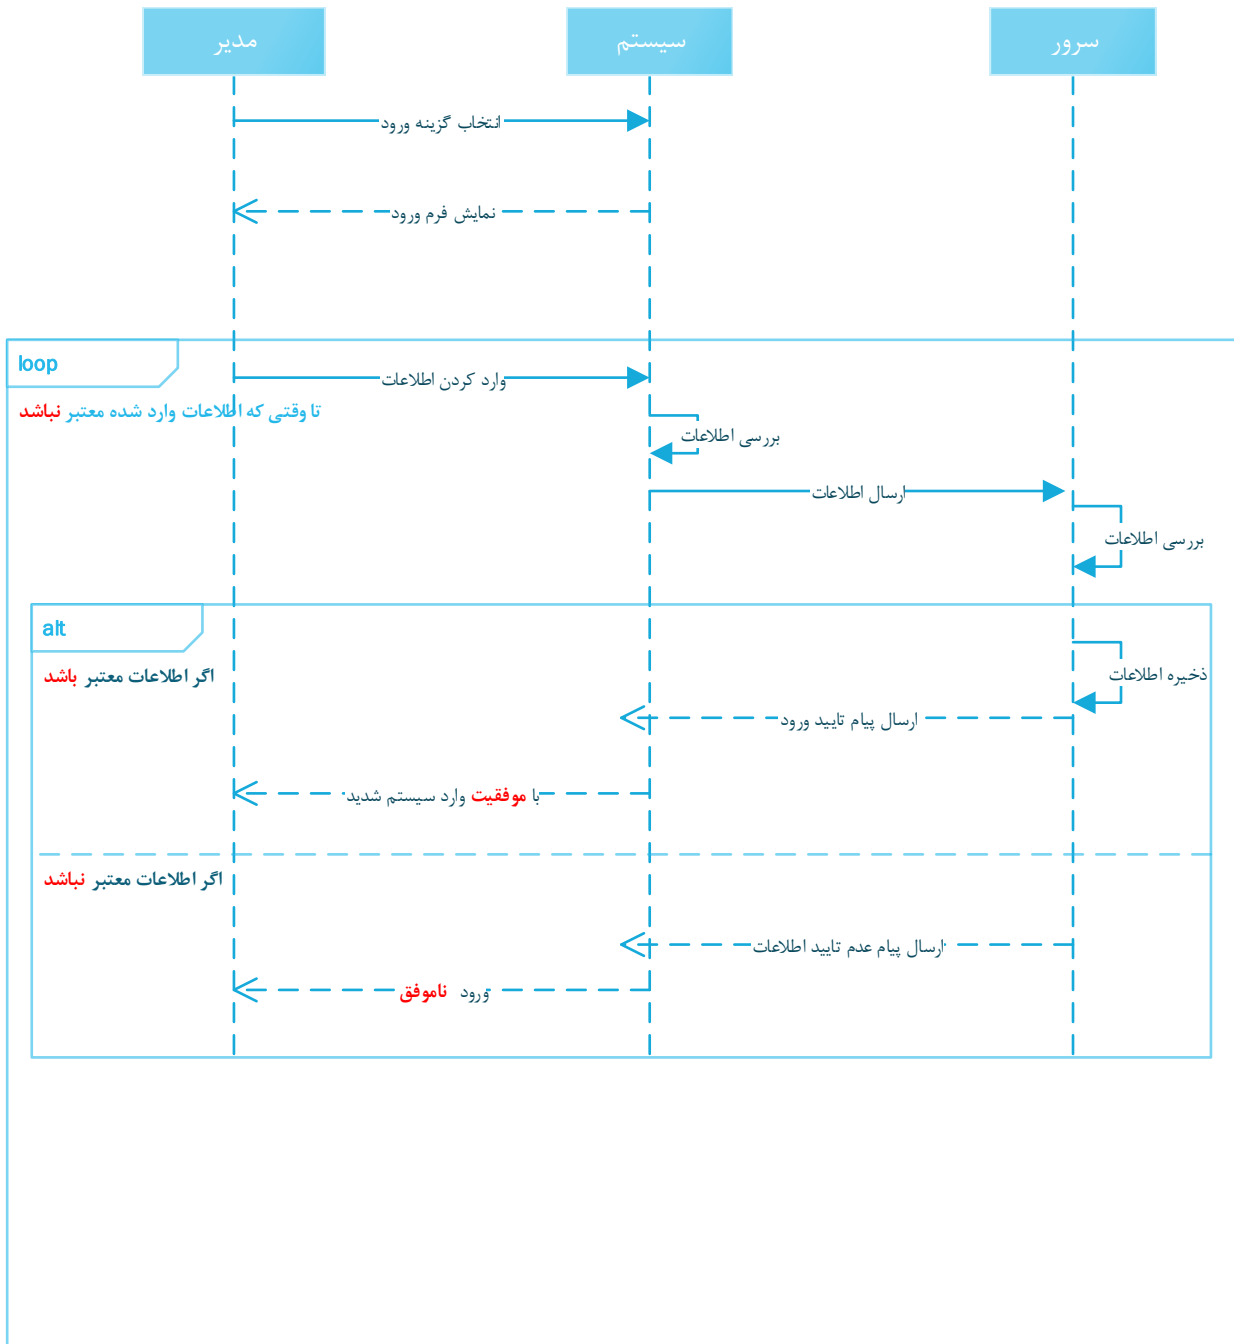 مدیر
سیستم
سرور
انتخاب گزینه ورود
نمایش فرم ورود
loop
وارد کردن اطلاعات
تا وقتی که اطلاعات وارد شده معتبر نباشد
بررسی اطلاعات
ارسال اطلاعات
بررسی اطلاعات
alt
اگر اطلاعات معتبر باشد
ذخیره اطلاعات
ارسال پیام تایید ورود
با موفقیت وارد سیستم شدید
اگر اطلاعات معتبر نباشد
ارسال پیام عدم تایید اطلاعات
ورود ناموفق